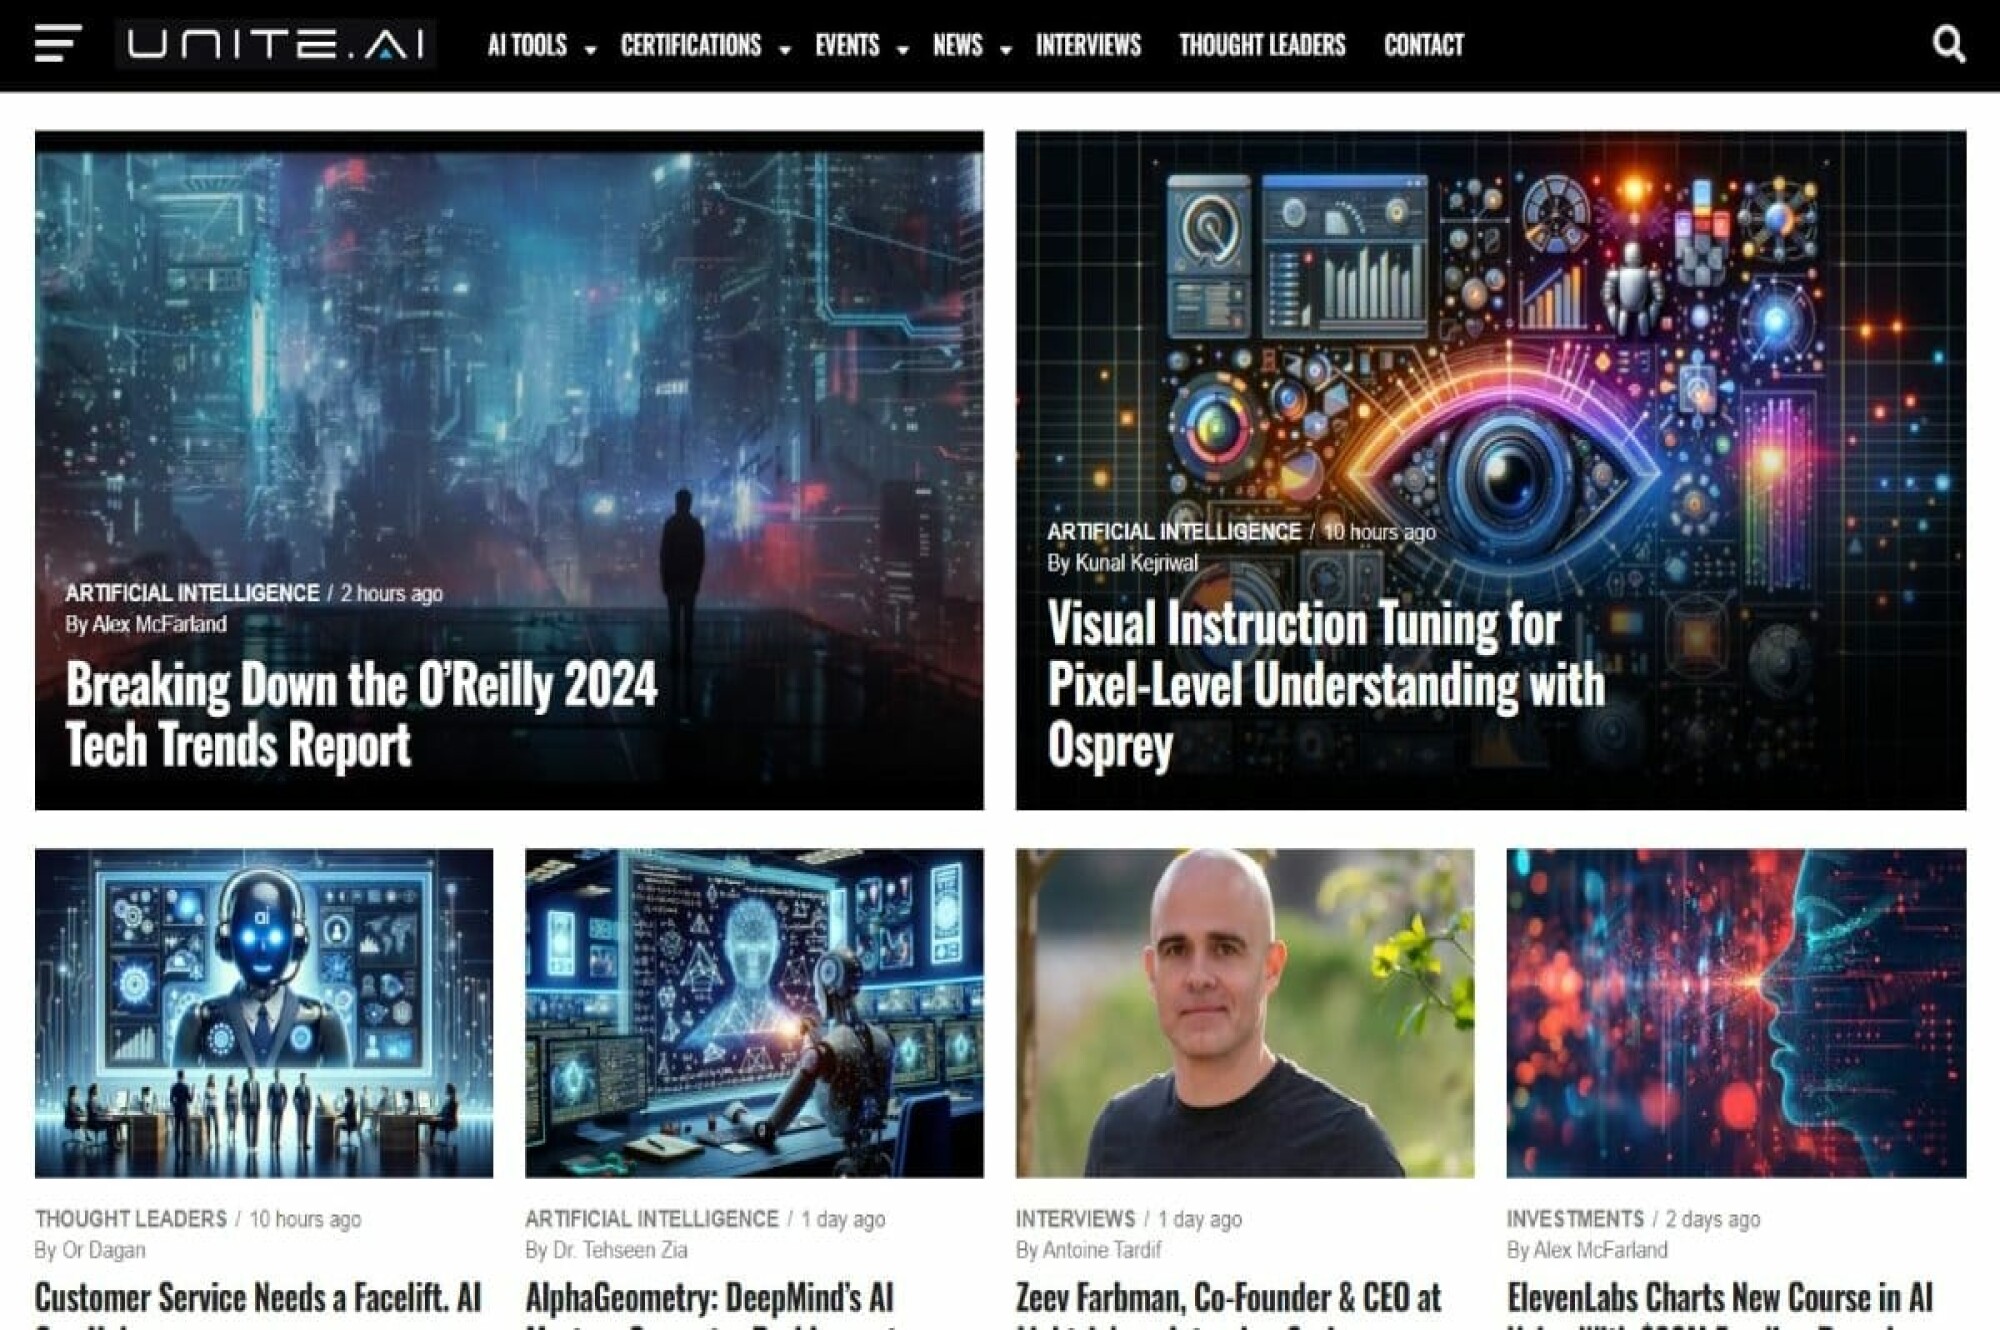 UNITE.AI AI TOOLS CERTIFICATIONS EVENTS NEWS INTERVIEWS THOUGHT LEADERS CONTACT
ARTIFICIAL INTELLIGENCE / 2 hours ago
By Alex McFarland
Breaking Down the O'Reilly 2024
Tech Trends Report
ARTIFICIAL INTELLIGENCE / 10 hours ago
By Kunal Kejriwal
Visual Instruction Tuning for
Pixel-Level Understanding with
Osprey
ai
THOUGHT LEADERS / 10 hours ago
By Or Dagan
Customer Service Needs a Facelift. AI
ARTIFICIAL INTELLIGENCE / 1 day ago
By Dr. Tehseen Zia
AlphaGeometry: DeepMind's AI
INTERVIEWS / 1 day ago
By Antoine Tardif
Zeev Farbman, Co-Founder & CEO at
INVESTMENTS / 2 days ago
By Alex McFarland
ElevenLabs Charts New Course in AI